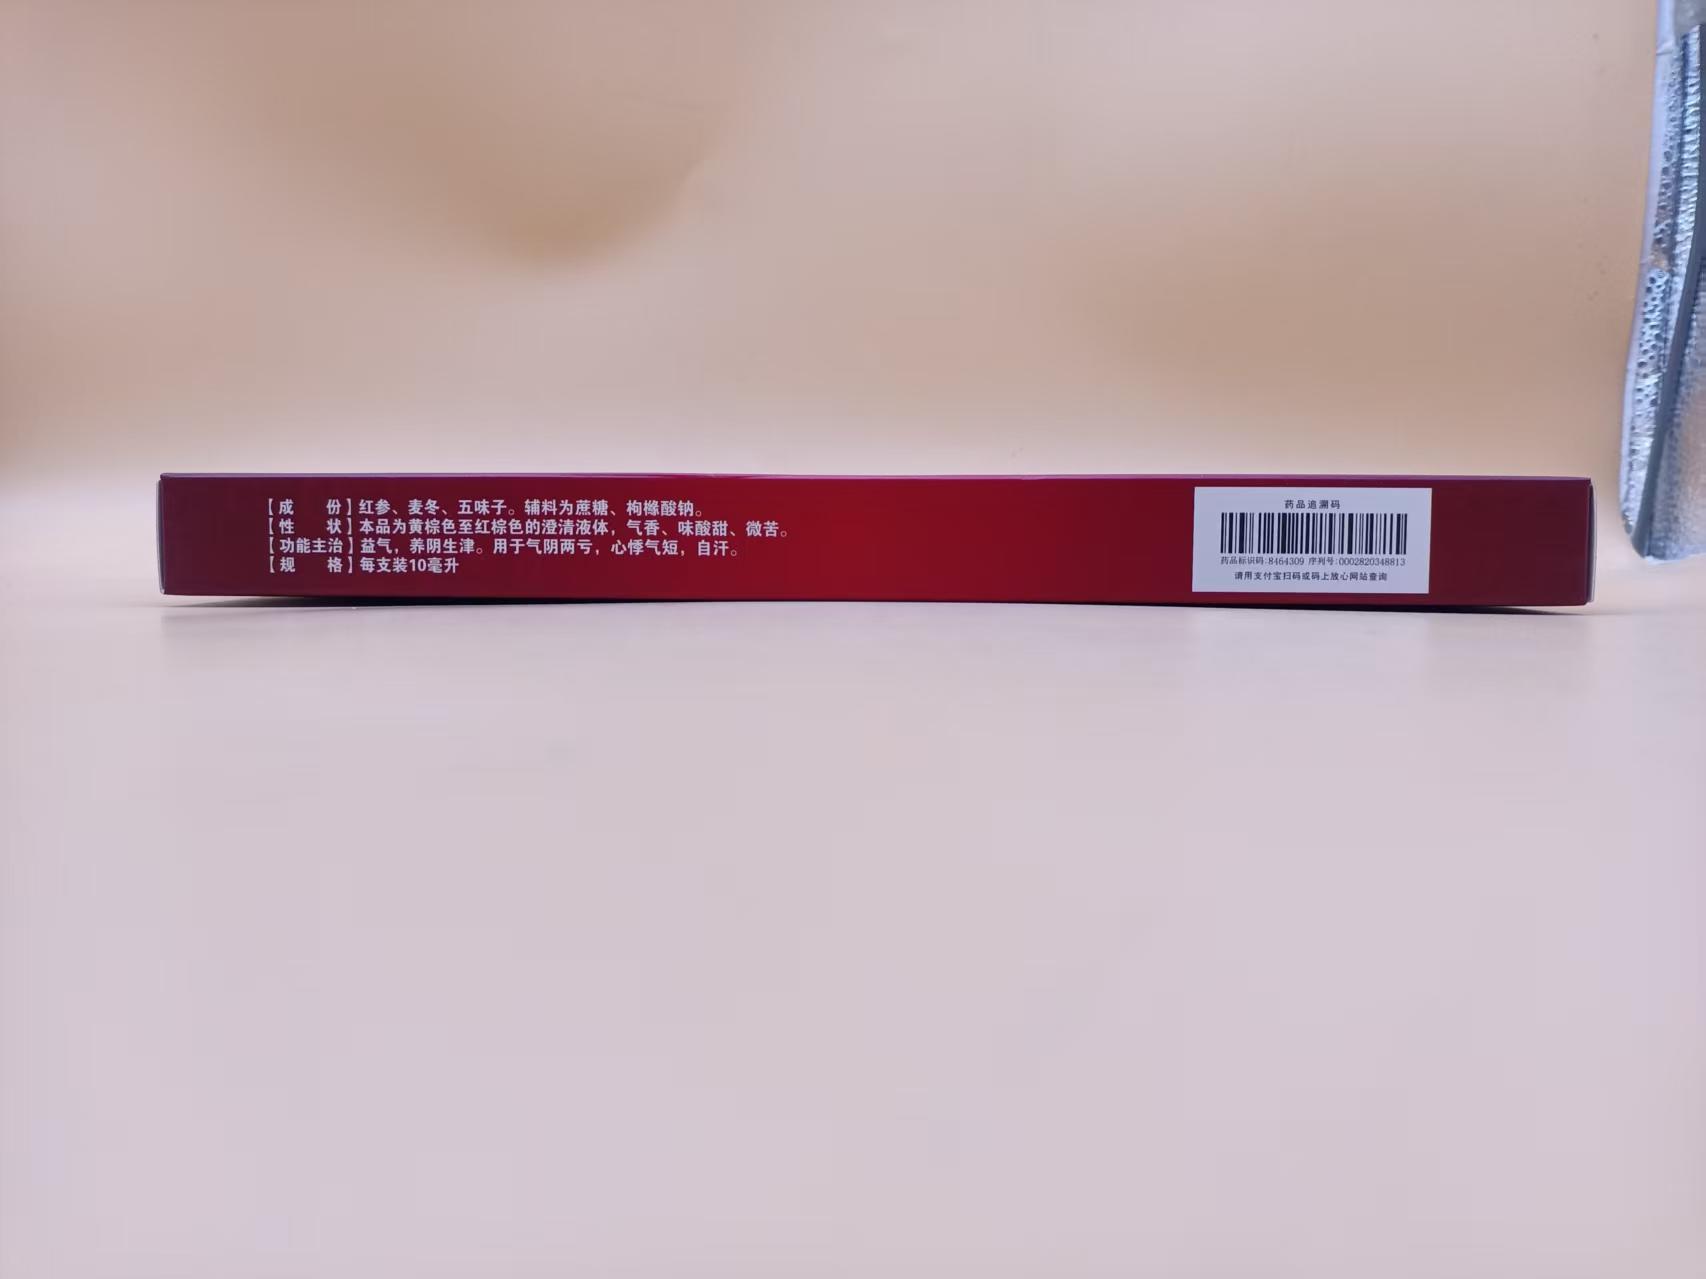 【成　　份】红参、麦冬、五味子。辅料为蔗糖、枸橼酸钠。
【性　　状】本品为黄棕色至红棕色的澄清液体，气香、味酸甜、微苦。
【功能主治】益气，养阴生津。用于气阴两亏，心悸气短，自汗。
【规　　格】每支装10毫升
药品追溯码
药品标识码:8464309 序列号:0002820348813
请用支付宝扫码或码上放心网站查询